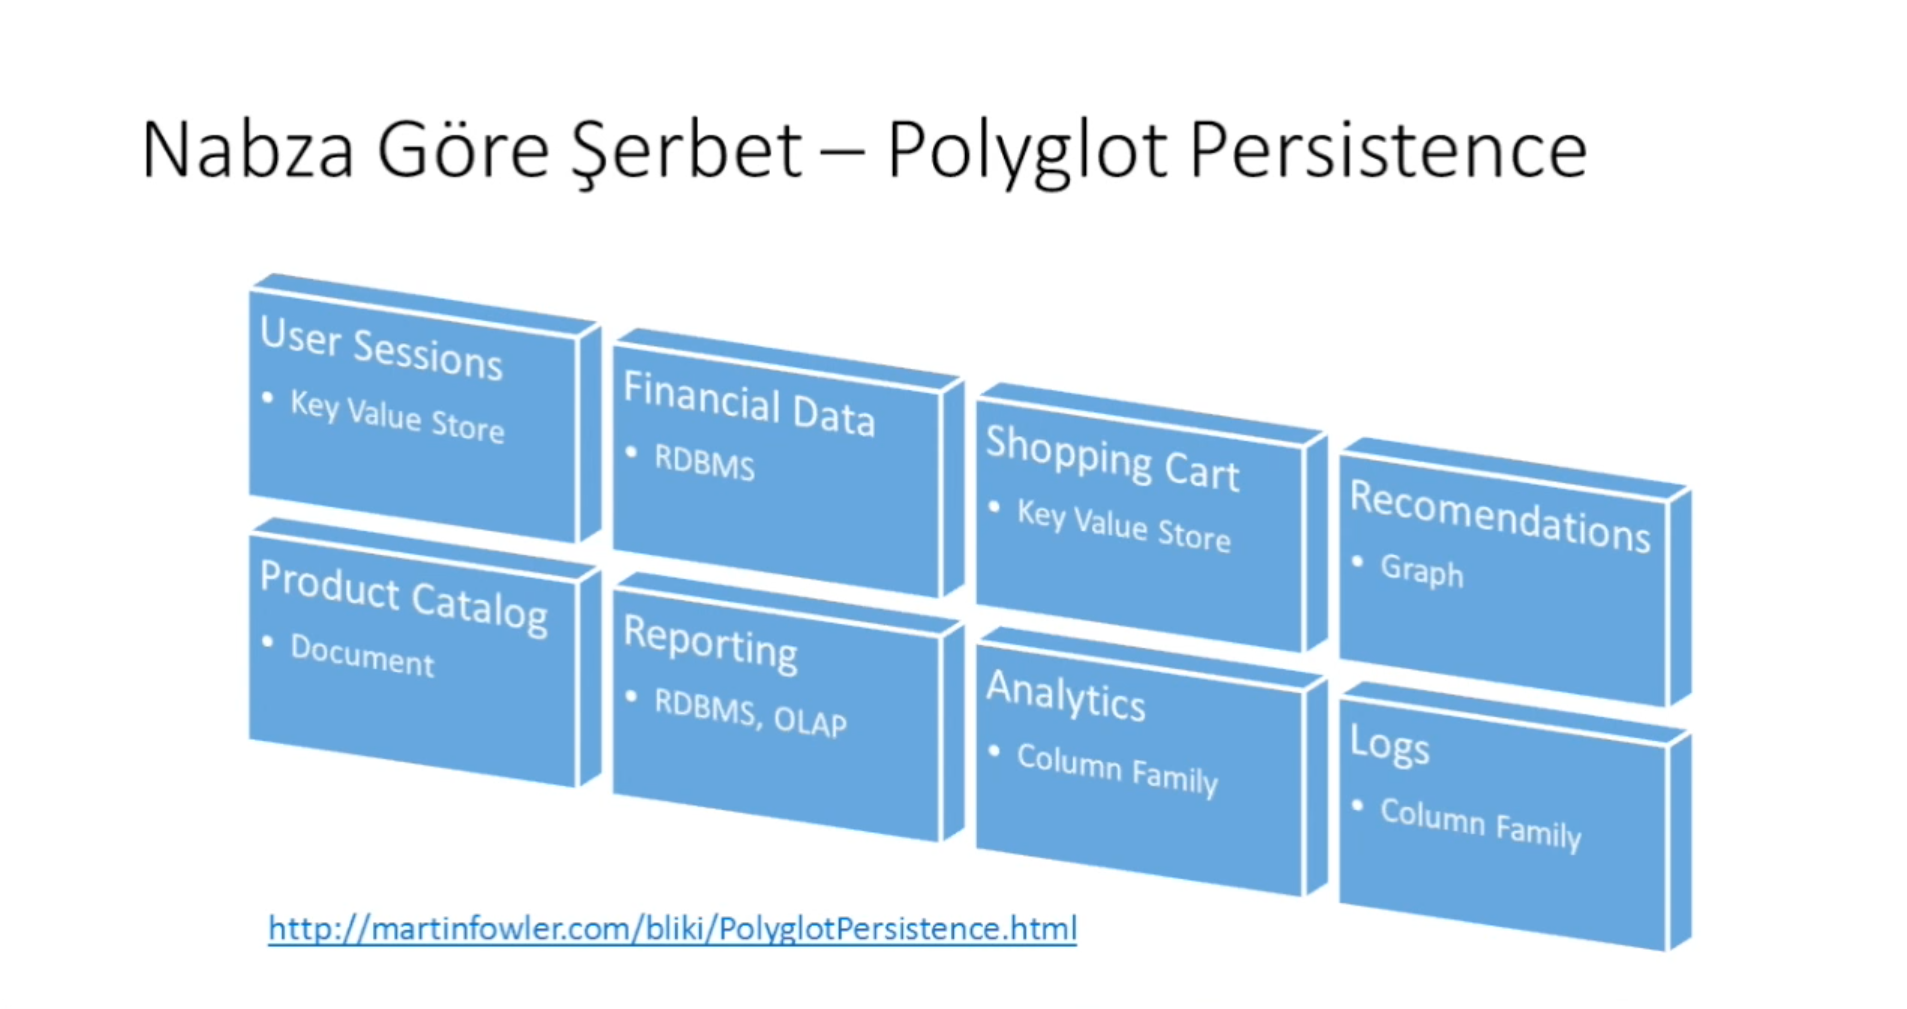 Nabza Göre Şerbet – Polyglot Persistence
User Sessions
• Key Value Store
Financial Data
• RDBMS
Shopping Cart
• Key Value Store
Recomendations
• Graph
Product Catalog
• Document
Reporting
• RDBMS, OLAP
Analytics
• Column Family
Logs
• Column Family
http://martinfowler.com/bliki/PolyglotPersistence.html